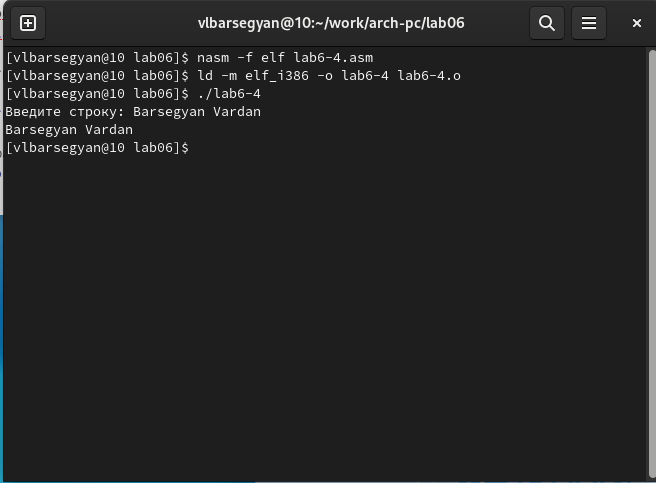 vlbarsegyan@10:~/work/arch-pc/lab06
[vlbarsegyan@10 lab06]$ nasm -f elf lab6-4.asm
[vlbarsegyan@10 lab06]$ ld -m elf_i386 -o lab6-4 lab6-4.o
[vlbarsegyan@10 lab06]$ ./lab6-4
Введите строку: Barsegyan Vardan
Barsegyan Vardan
[vlbarsegyan@10 lab06]$